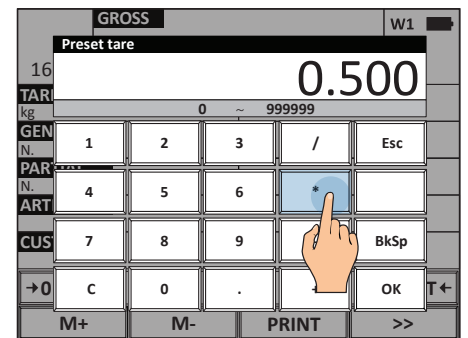 GROSS
W1
Preset tare
16
0.500
TAR
kg
0 ~ 999999
GEN
N.
1 2 3 / Esc
PAR
N.
4 5 6 *
ART
CUS
7 8 9 BkSp
→0 C 0 . OK T←
M+ M- PRINT >>